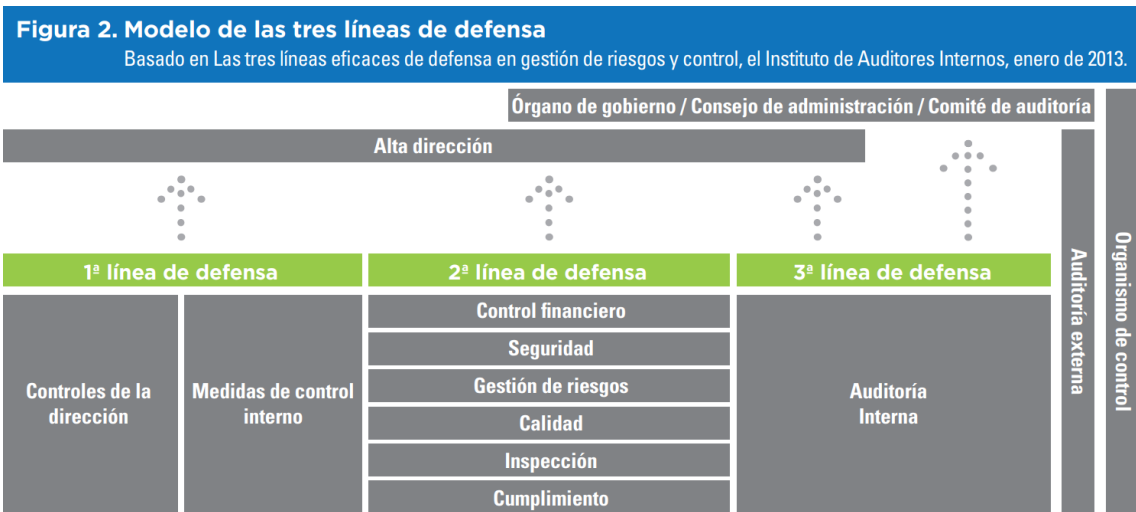 Figura 2. Modelo de las tres líneas de defensa
Basado en Las tres líneas eficaces de defensa en gestión de riesgos y control, el Instituto de Auditores Internos, enero de 2013.
Órgano de gobierno / Consejo de administración / Comité de auditoría
Alta dirección
1ª línea de defensa
2ª línea de defensa
3ª línea de defensa
Controles de la
dirección
Medidas de control
interno
Control financiero
Seguridad
Gestión de riesgos
Calidad
Inspección
Cumplimiento
Auditoría
Interna
Auditoría externa
Organismo de control